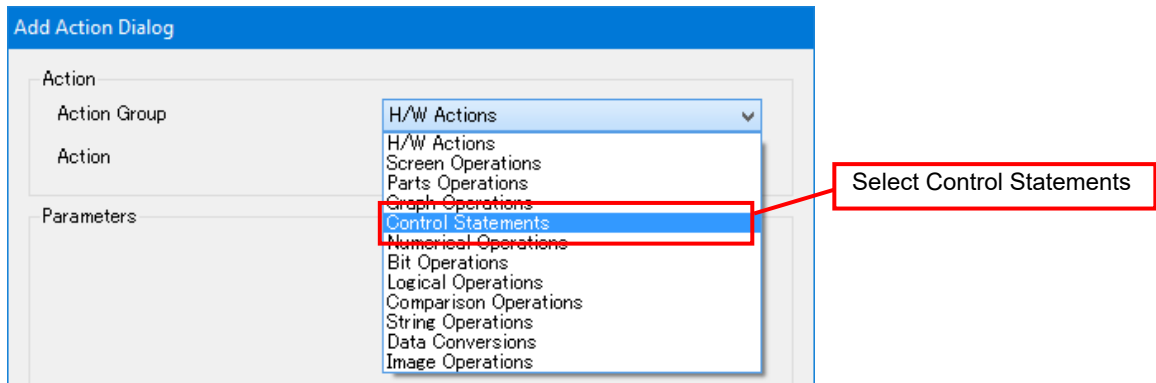 Add Action Dialog
Action
Action Group
H/W Actions
Action
H/W Actions
Screen Operations
Parts Operations
Graph Operations
Control Statements
Numerical Operations
Bit Operations
Logical Operations
Comparison Operations
String Operations
Data Conversions
Image Operations
Parameters
Select Control Statements